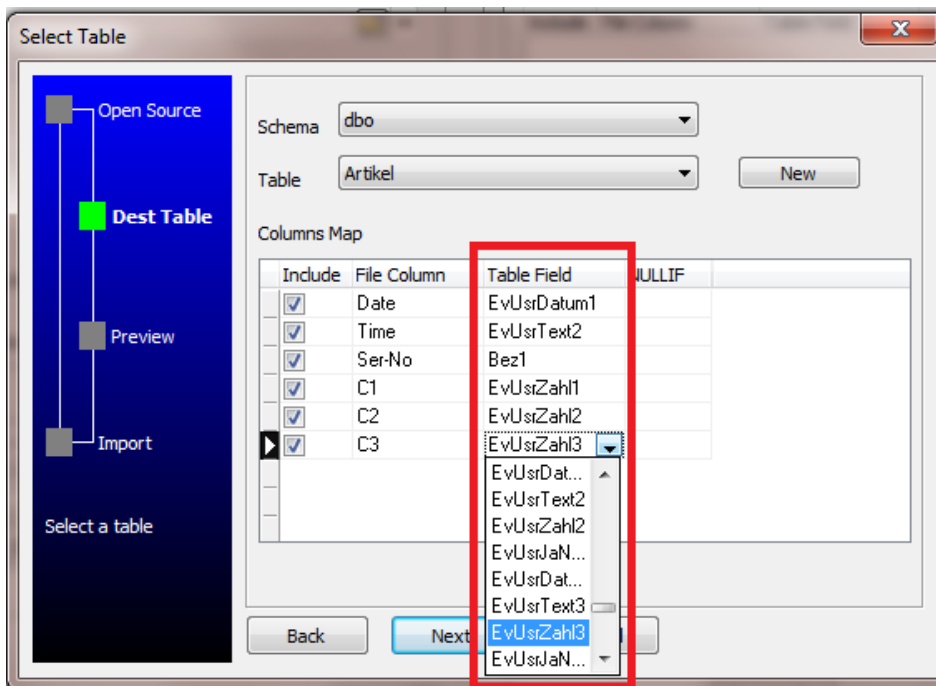 Select Table
Open Source
Dest Table
Preview
Import
Select a table
Schema dbo
Table Artikel New
Columns Map
Include File Column Table Field NULLIF
Date EvUsrDatum1
Time EvUsrText2
Ser-No Bez1
C1 EvUsrZahl1
C2 EvUsrZahl2
C3 EvUsrZahl3
EvUsrDat...
EvUsrText2
EvUsrZahl2
EvUsrJaN...
EvUsrDat...
EvUsrText3
EvUsrZahl3
EvUsrJaN...
Back Next